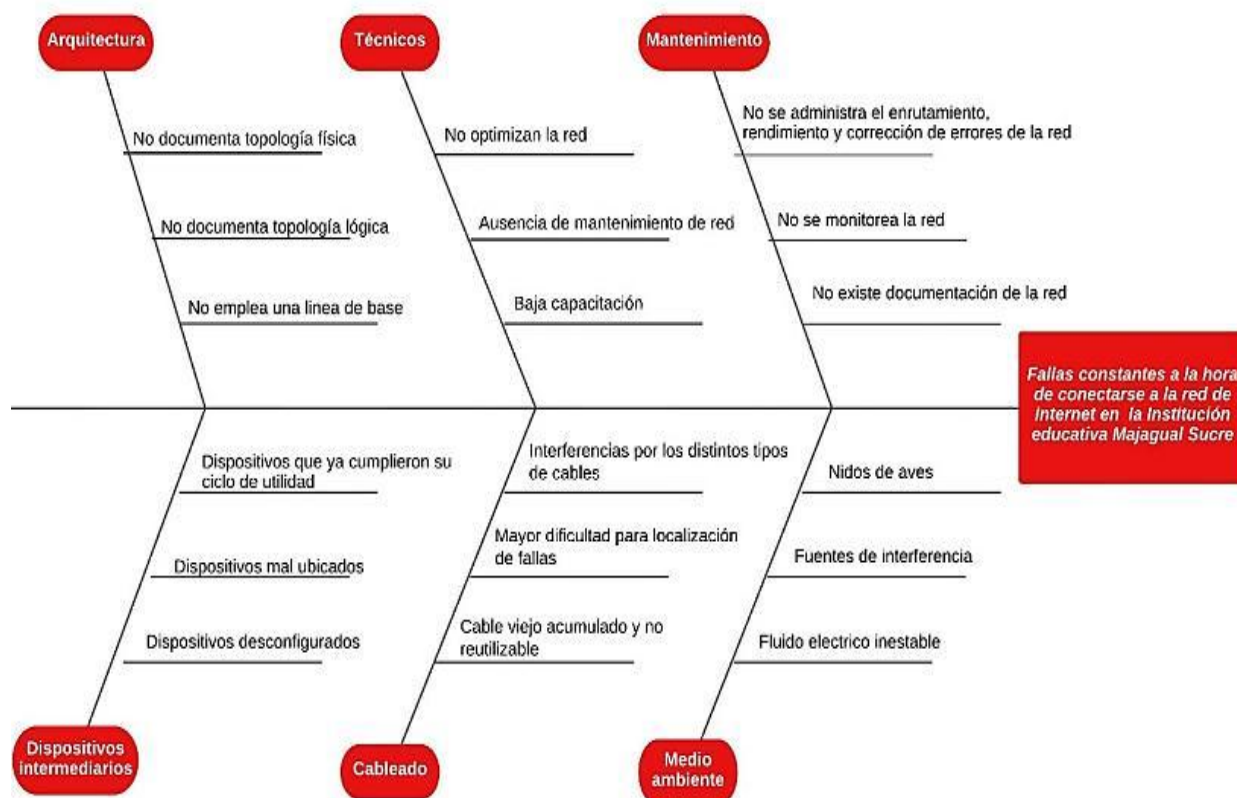 Arquitectura
Técnicos
Mantenimiento
No documenta topología física
No documenta topología lógica
No emplea una linea de base
No optimizan la red
Ausencia de mantenimiento de red
Baja capacitación
No se administra el enrutamiento,
rendimiento y corrección de errores de la red
No se monitorea la red
No existe documentación de la red
Fallas constantes a la hora
de conectarse a la red de
Internet en la Institución
educativa Majagual Sucre
Dispositivos que ya cumplieron su
ciclo de utilidad
Dispositivos mal ubicados
Dispositivos desconfigurados
Interferencias por los distintos tipos
de cables
Mayor dificultad para localización
de fallas
Cable viejo acumulado y no
reutilizable
Nidos de aves
Fuentes de interferencia
Fluido electrico inestable
Dispositivos
intermediarios
Cableado
Medio
ambiente